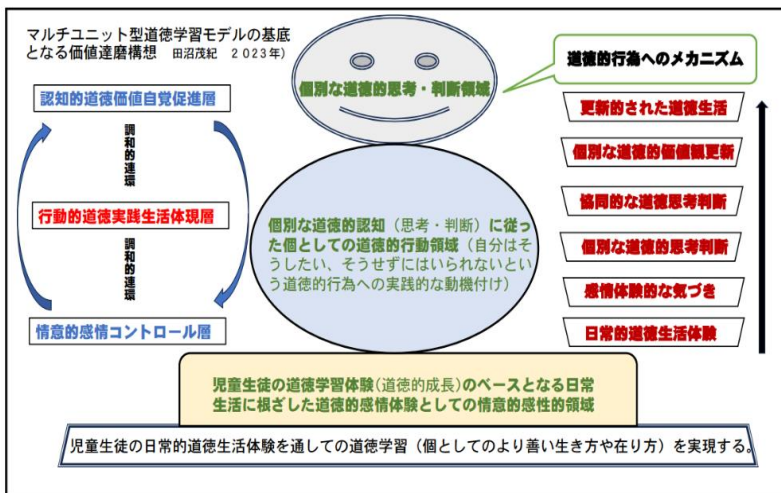 マルチユニット型道徳学習モデルの基底
となる価値達磨構想 田沼茂紀 2023年)
認知的道徳価値自覚促進層
調和的連環
行動的道徳実践生活体現層
調和的連環
情意的感情コントロール層
個別な道徳的思考・判断領域
個別な道徳的認知（思考・判断）に従っ
た個としての道徳的行動領域（自分はそ
うしたい、そうせずにはいられないとい
う道徳的行為への実践的な動機付け）
児童生徒の道徳学習体験(道徳的成長)のベースとなる日常
生活に根ざした道徳的感情体験としての情意的感性的領域
児童生徒の日常的道徳生活体験を通しての道徳学習（個としてのより善い生き方や在り方）を実現する。
道徳的行為へのメカニズム
更新的された道徳生活
個別な道徳的価値観更新
協同的な道徳思考判断
個別な道徳的思考判断
感情体験的な気づき
日常的道徳生活体験